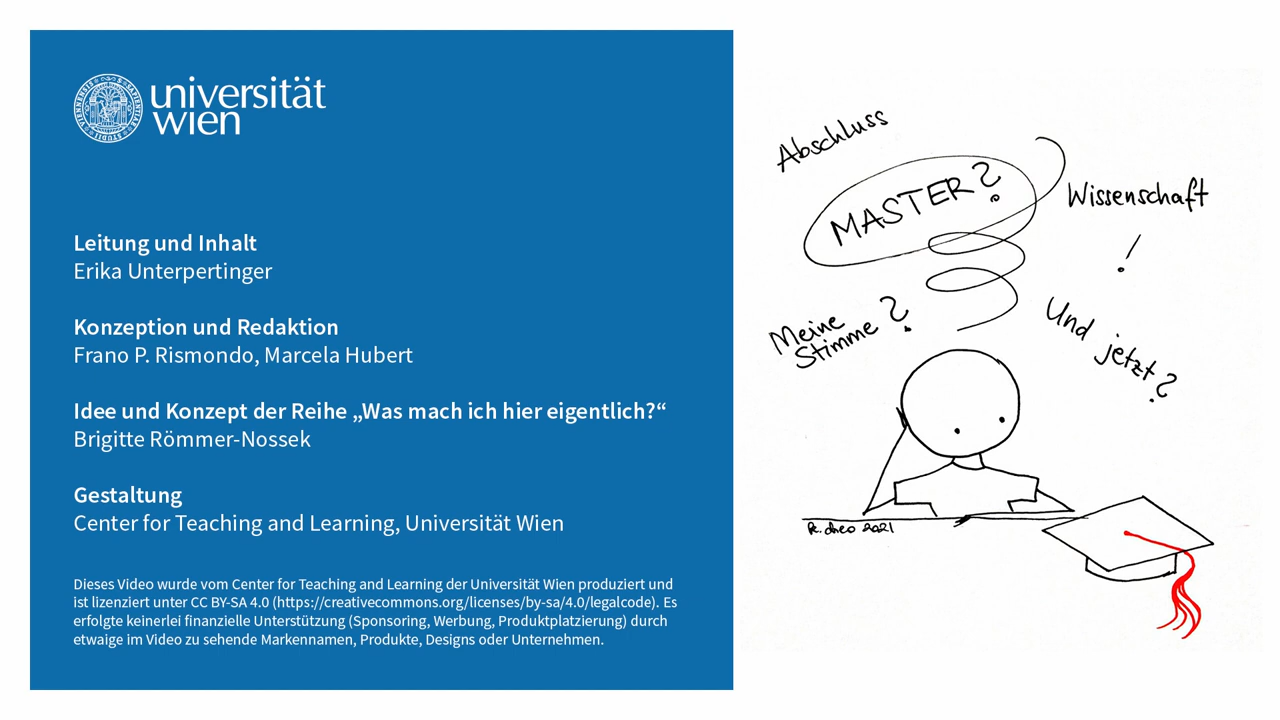 universität
wien
Leitung und Inhalt
Erika Unterpertinger
Konzeption und Redaktion
Frano P. Rismondo, Marcela Hubert
Idee und Konzept der Reihe „Was mach ich hier eigentlich?“
Brigitte Römmer-Nossek
Gestaltung
Center for Teaching and Learning, Universität Wien
Dieses Video wurde vom Center for Teaching and Learning der Universität Wien produziert und
ist lizenziert unter CC BY-SA 4.0 (https://creativecommons.org/licenses/by-sa/4.0/legalcode). Es
erfolgte keinerlei finanzielle Unterstützung (Sponsoring, Werbung, Produktplatzierung) durch
etwaige im Video zu sehende Markennamen, Produkte, Designs oder Unternehmen.
Abschluss
MASTER?
Wissenschaft
!
Meine
Stimme?
Und jetzt?
2021